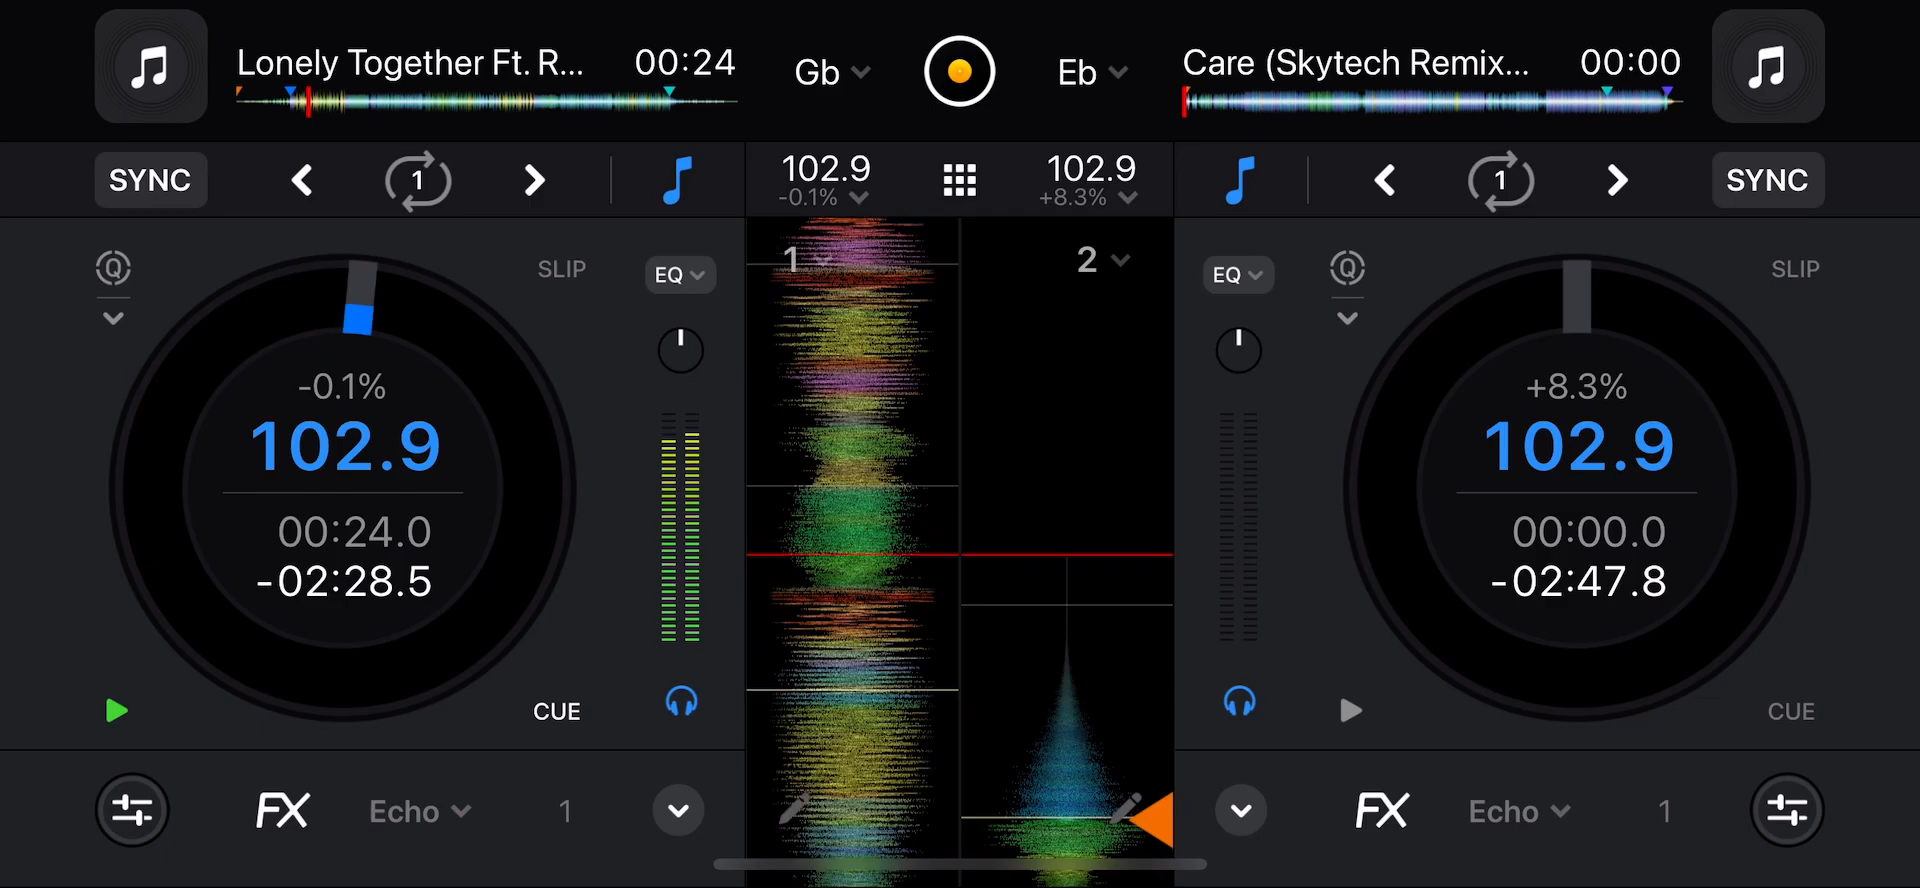 Lonely Together Ft. R... 00:24
Gb
Eb
Care (Skytech Remix... 00:00
SYNC
1
102.9
-0.1%
102.9
+8.3%
1
SYNC
Q
SLIP
EQ
1
2
EQ
Q
SLIP
-0.1%
102.9
00:24.0
-02:28.5
+8.3%
102.9
00:00.0
-02:47.8
CUE
CUE
FX Echo 1
FX Echo 1